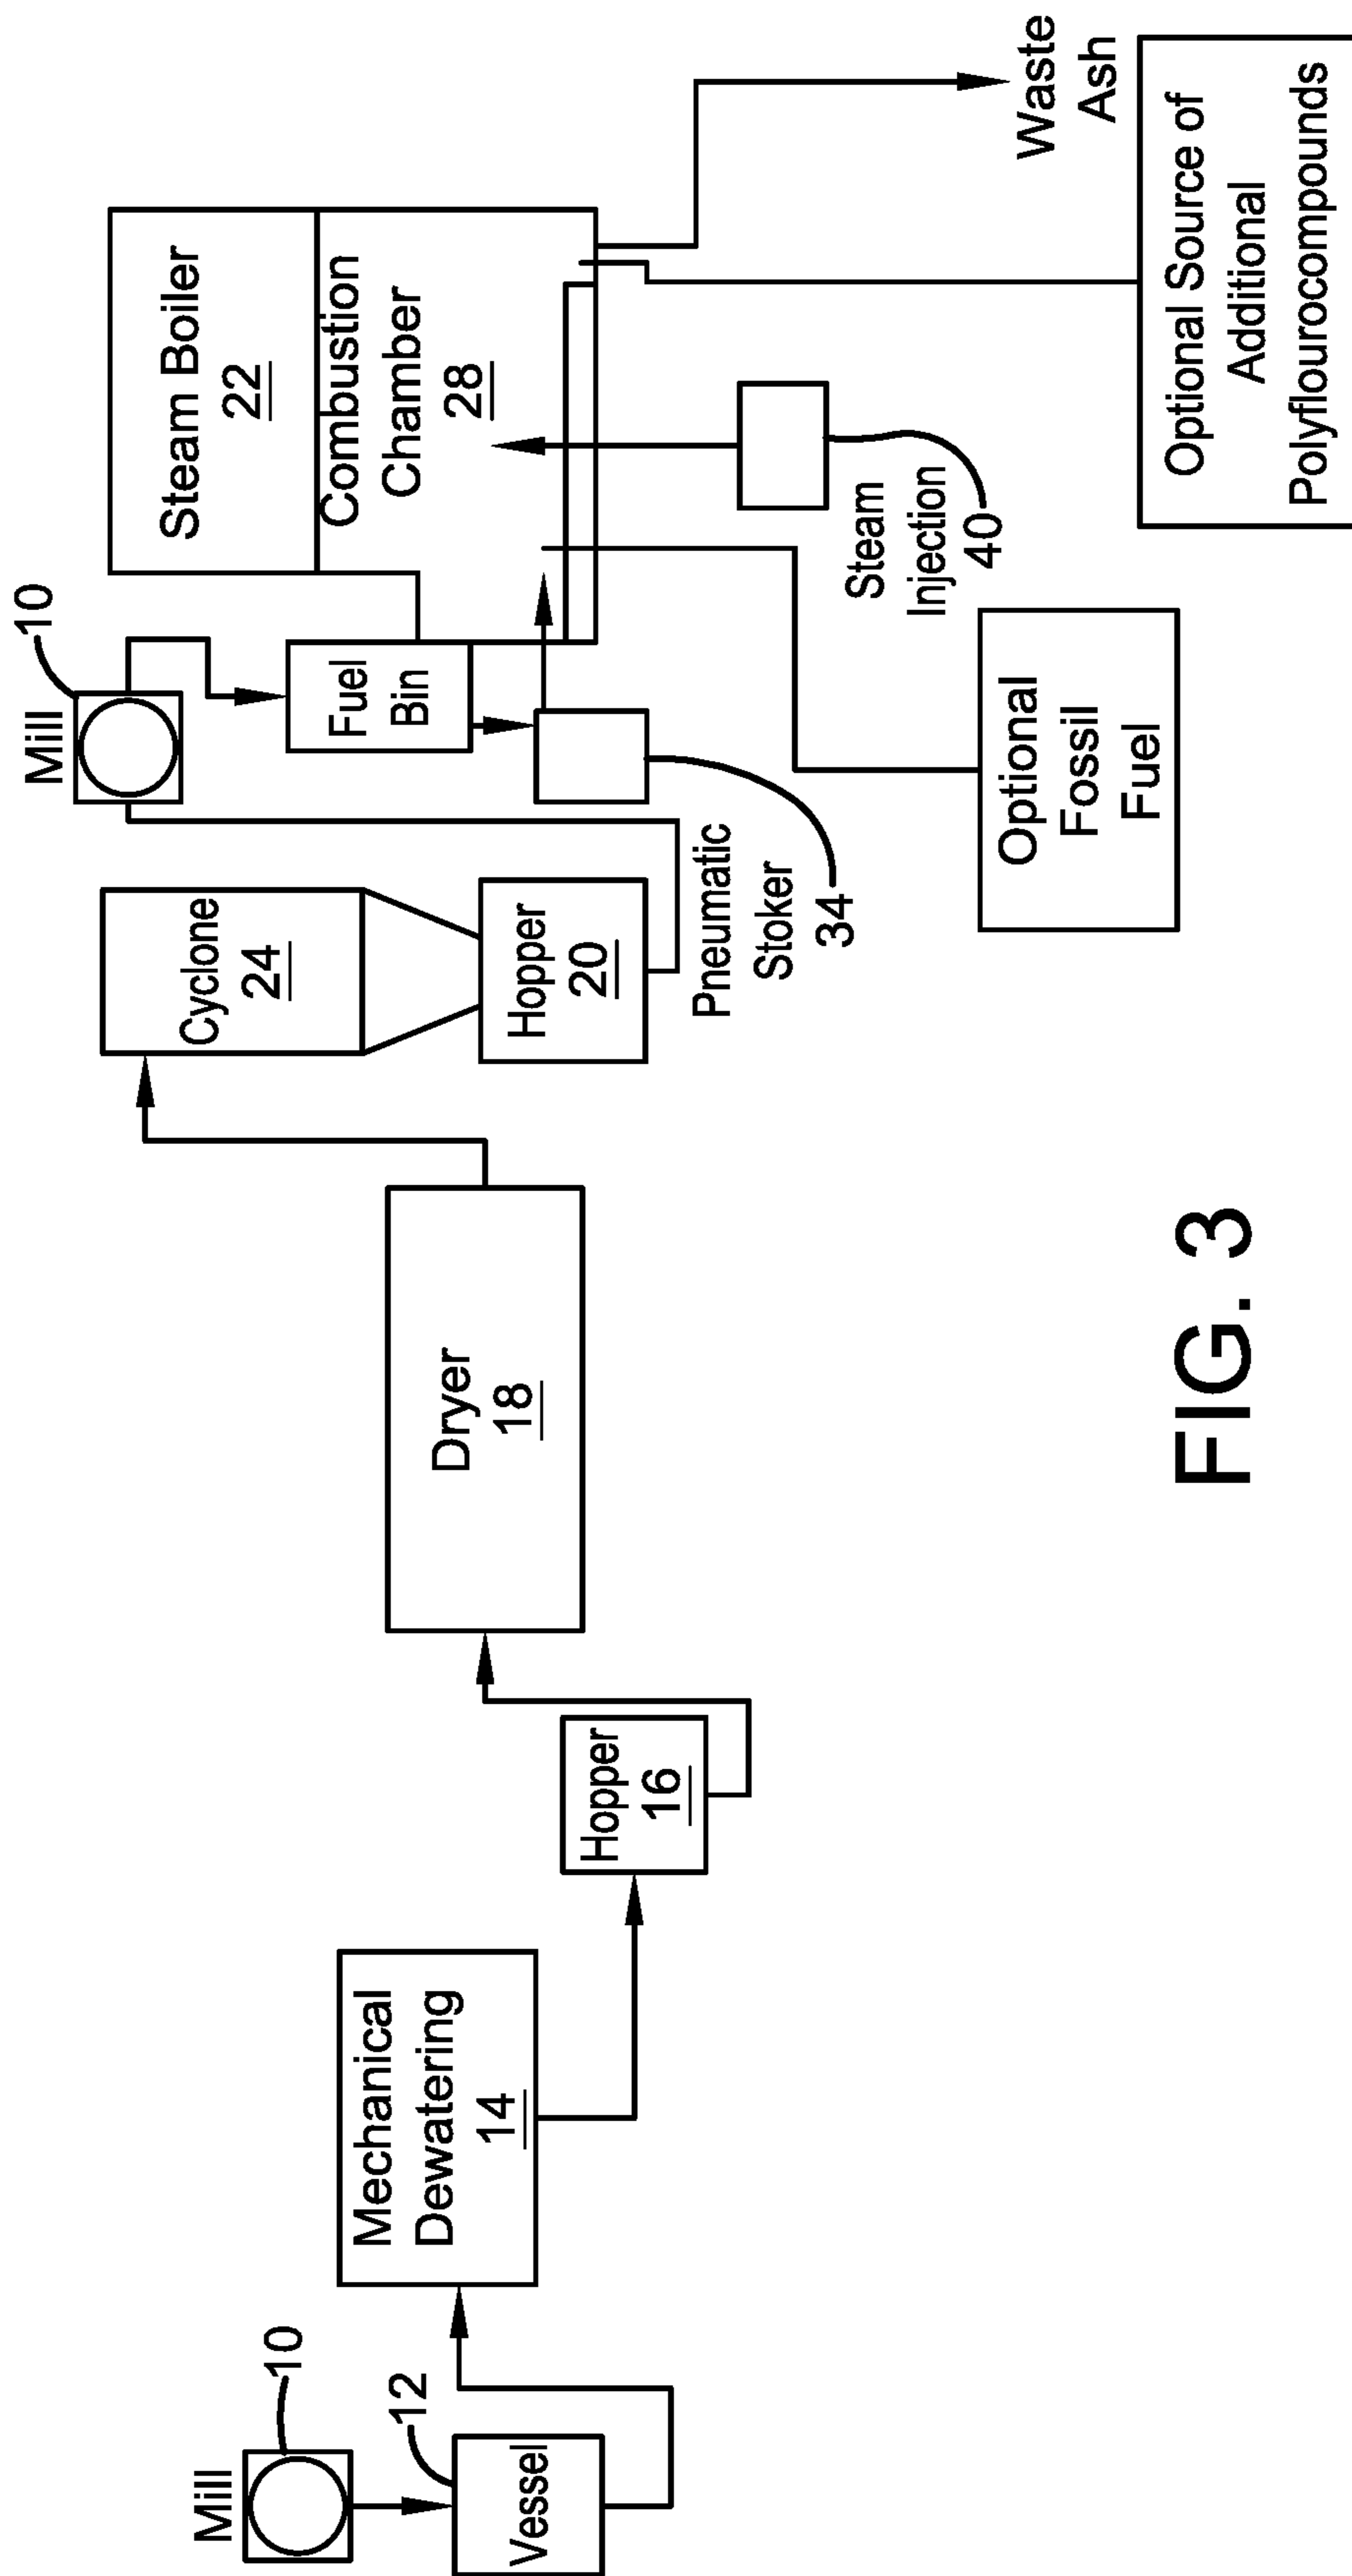 Mill
10
Vessel
12
Mechanical
Dewatering
14
Hopper
16
Dryer
18
Cyclone
24
Hopper
20
Mill
10
Fuel
Bin
Pneumatic
Stoker
34
Steam Boiler
22
Combustion
Chamber
28
Steam
Injection
40
Optional
Fossil
Fuel
Waste
Ash
Optional Source of
Additional
Polyflourocompounds
FIG. 3